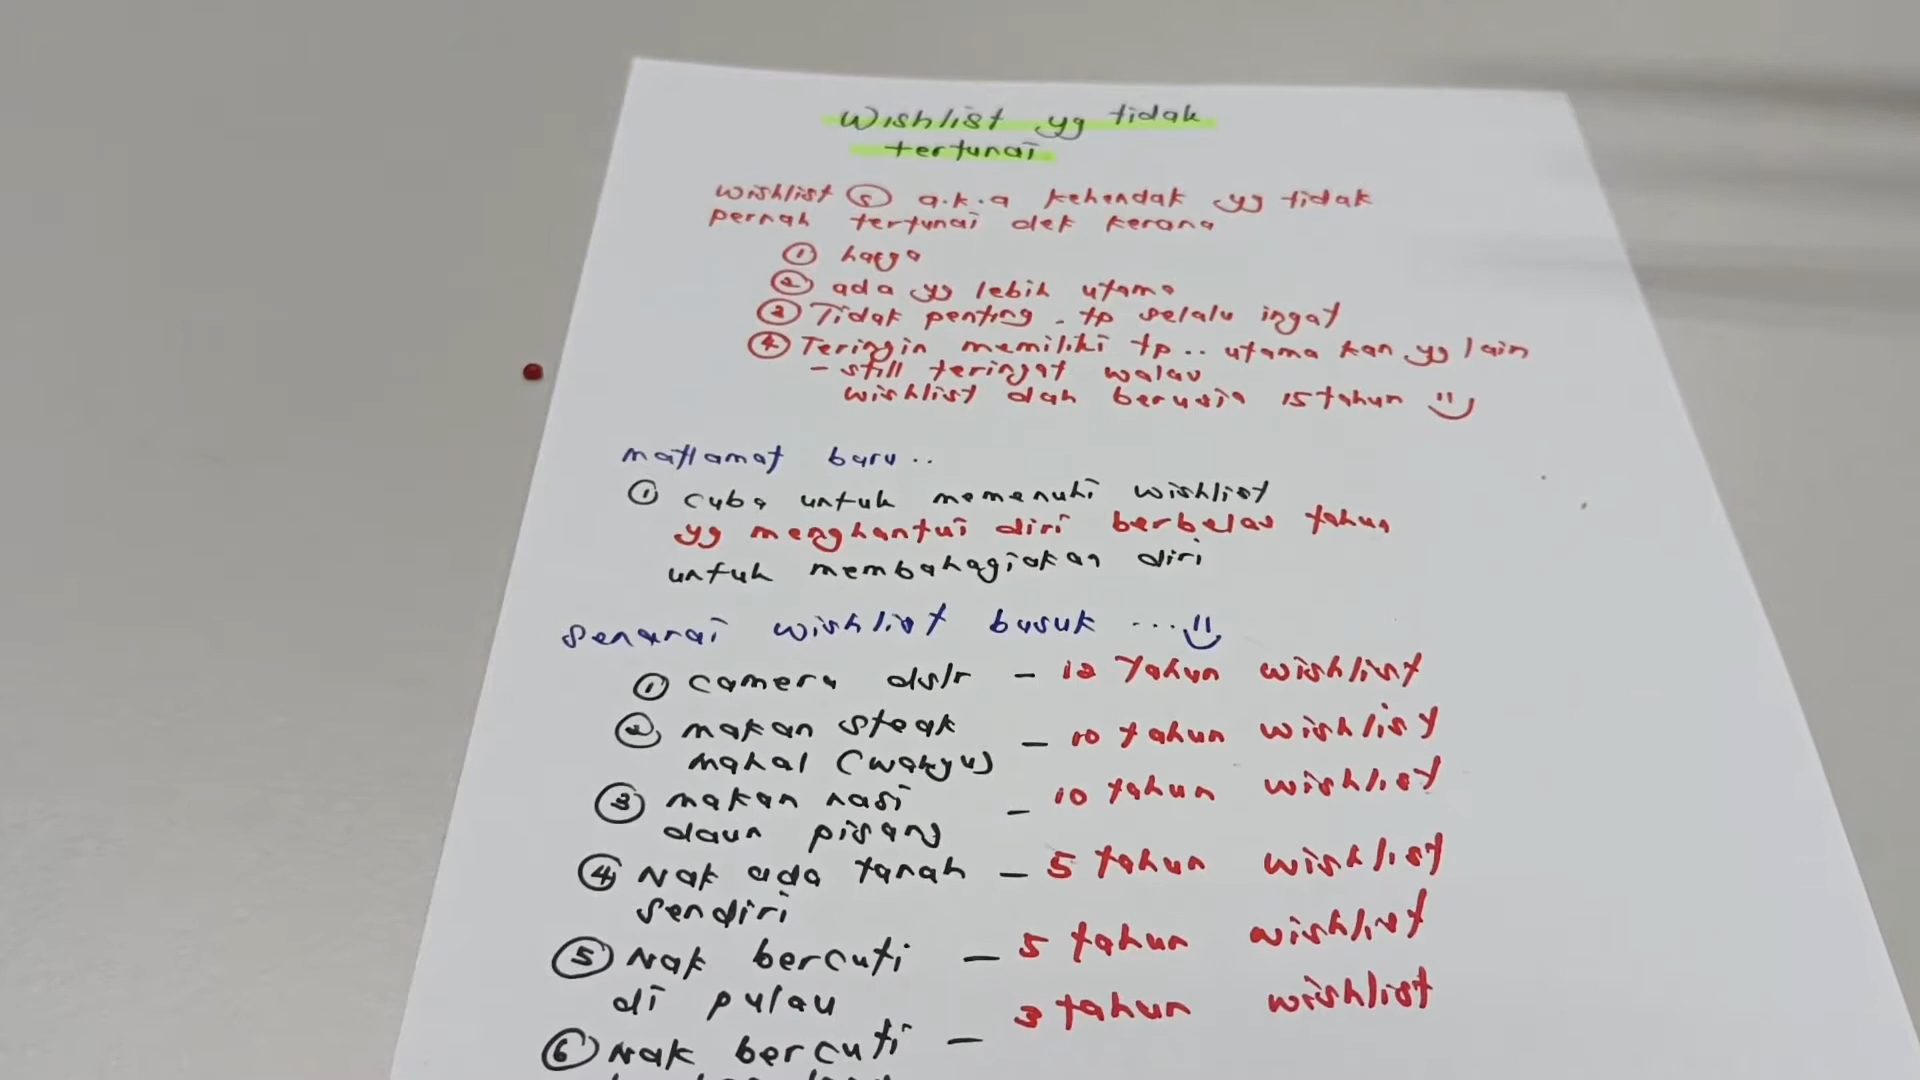 Wishlist yg tidak
tertunai
wishlist (s) a.k.a kehendak yg tidak
pernah tertunai dek kerana
① harga
② ada yg lebih utama
③ Tidak penting. tp selalu ingat
④ Teringin memiliki tp.. utama kan yg lain
- still teringat walau
wishlist dah berusia 15 tahun
matlamat baru..
① cuba untuk memenuhi wishlist
yg menghantui diri berbelas tahun
untuk membahagiakan diri
senarai wishlist busuk ...
① camera dslr - 12 Tahun wishlist
② makan steak - 10 tahun wishlist
mahal (wahyu)
③ makan nasi - 10 tahun wishlist
daun pisang
④ Nak ada tanah - 5 tahun wishlist
sendiri
⑤ Nak bercuti - 5 tahun wishlist
di pulau
⑥ Nak bercuti - 3 tahun wishlist